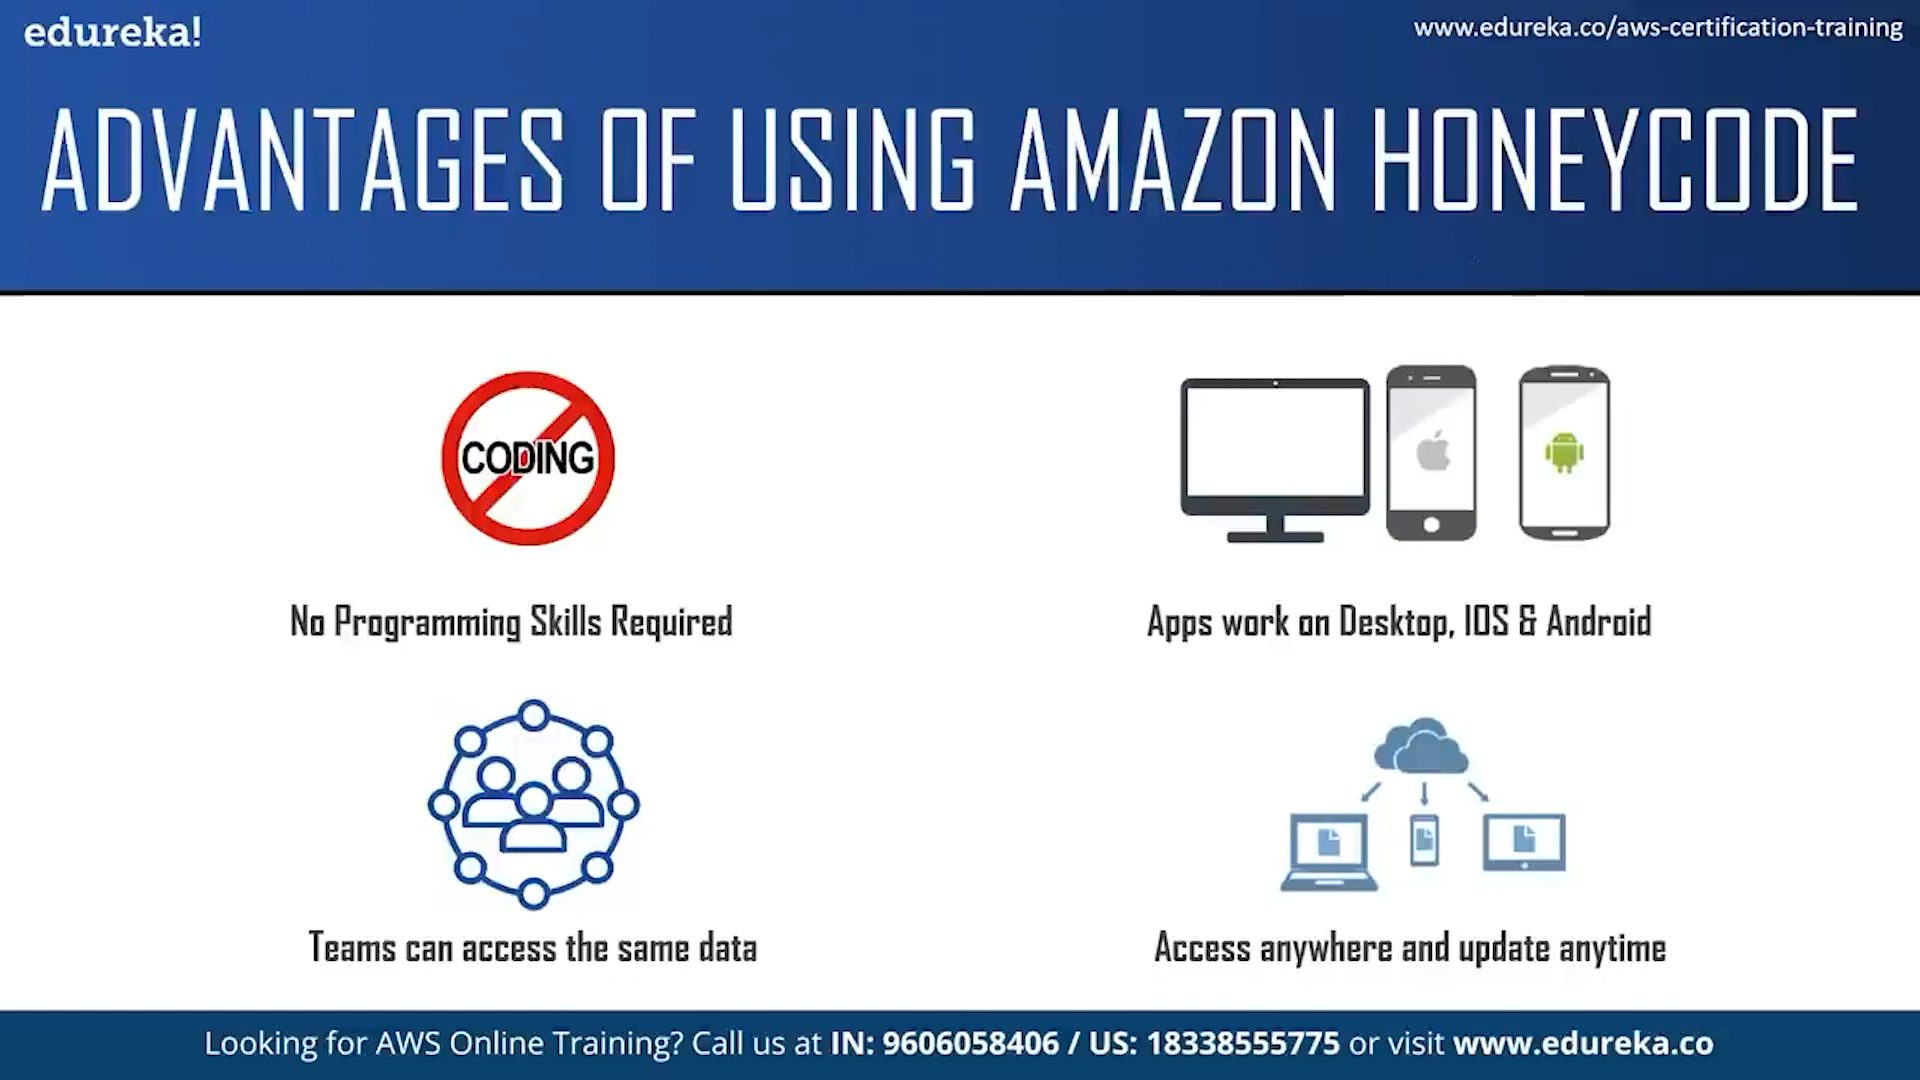 edureka!
www.edureka.co/aws-certification-training
ADVANTAGES OF USING AMAZON HONEYCODE
CODING
No Programming Skills Required
Apps work on Desktop, IOS & Android
Teams can access the same data
Access anywhere and update anytime
Looking for AWS Online Training? Call us at IN: 9606058406 / US: 18338555775 or visit www.edureka.co